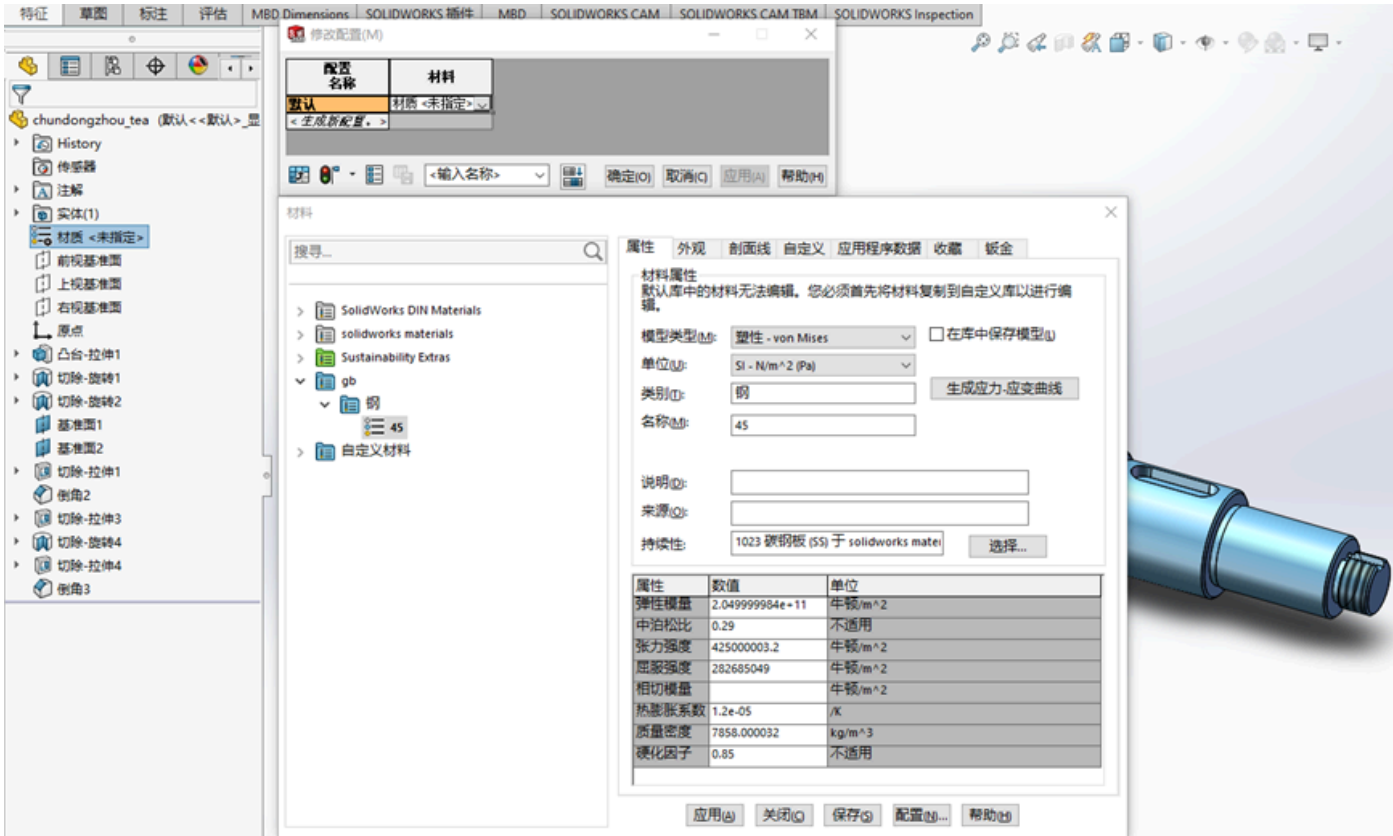 特征 草图 标注 评估 MBD Dimensions SOLIDWORKS 插件 MBD SOLIDWORKS CAM SOLIDWORKS CAM TBM SOLIDWORKS Inspection
修改配置(M)
配置
名称
材料
默认 材质 <未指定>
<生成新配置。>
<输入名称> 确定(O) 取消(C) 应用(A) 帮助(H)
chundongzhou_tea (默认<<默认>_显
History
传感器
注解
实体(1)
材质 <未指定>
前视基准面
上视基准面
右视基准面
原点
凸台-拉伸1
切除-旋转1
切除-旋转2
基准面1
基准面2
切除-拉伸1
倒角2
切除-拉伸3
切除-旋转4
切除-拉伸4
倒角3
材料
搜寻...
SolidWorks DIN Materials
solidworks materials
Sustainability Extras
gb
钢
45
自定义材料
属性 外观 剖面线 自定义 应用程序数据 收藏 钣金
材料属性
默认库中的材料无法编辑。您必须首先将材料复制到自定义库以进行编
辑。
模型类型(M): 塑性 - von Mises 在库中保存模型(L)
单位(U): SI - N/m^2 (Pa)
类别(T): 钢 生成应力-应变曲线
名称(M): 45
说明(D):
来源(O):
持续性: 1023 碳钢板 (SS) 于 solidworks mate 选择...
属性 数值 单位
弹性模量 2.049999984e+11 牛顿/m^2
中泊松比 0.29 不适用
张力强度 425000003.2 牛顿/m^2
屈服强度 282685049 牛顿/m^2
相切模量 牛顿/m^2
热膨胀系数 1.2e-05 /K
质量密度 7858.000032 kg/m^3
硬化因子 0.85 不适用
应用(A) 关闭(C) 保存(S) 配置(N)... 帮助(H)